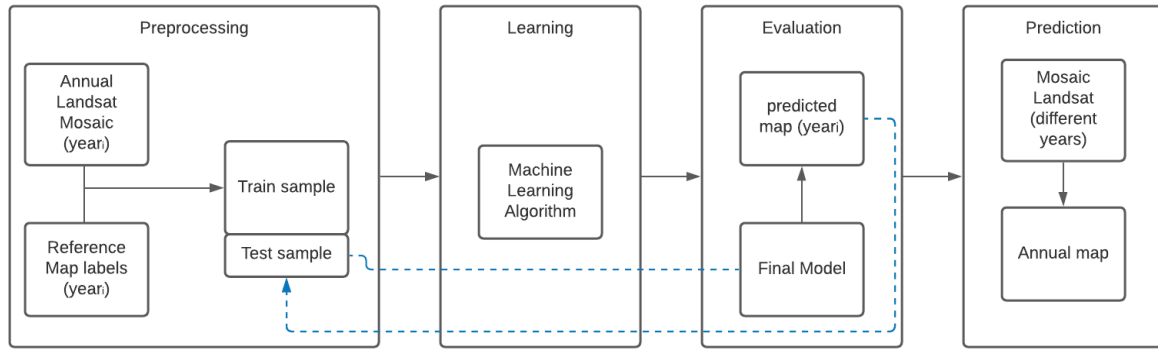 Preprocessing
Annual
Landsat
Mosaic
(yearᵢ)
Reference
Map labels
(yearᵢ)
Train sample
Test sample
Learning
Machine
Learning
Algorithm
Evaluation
predicted
map (yearᵢ)
Final Model
Prediction
Mosaic
Landsat
(different
years)
Annual map